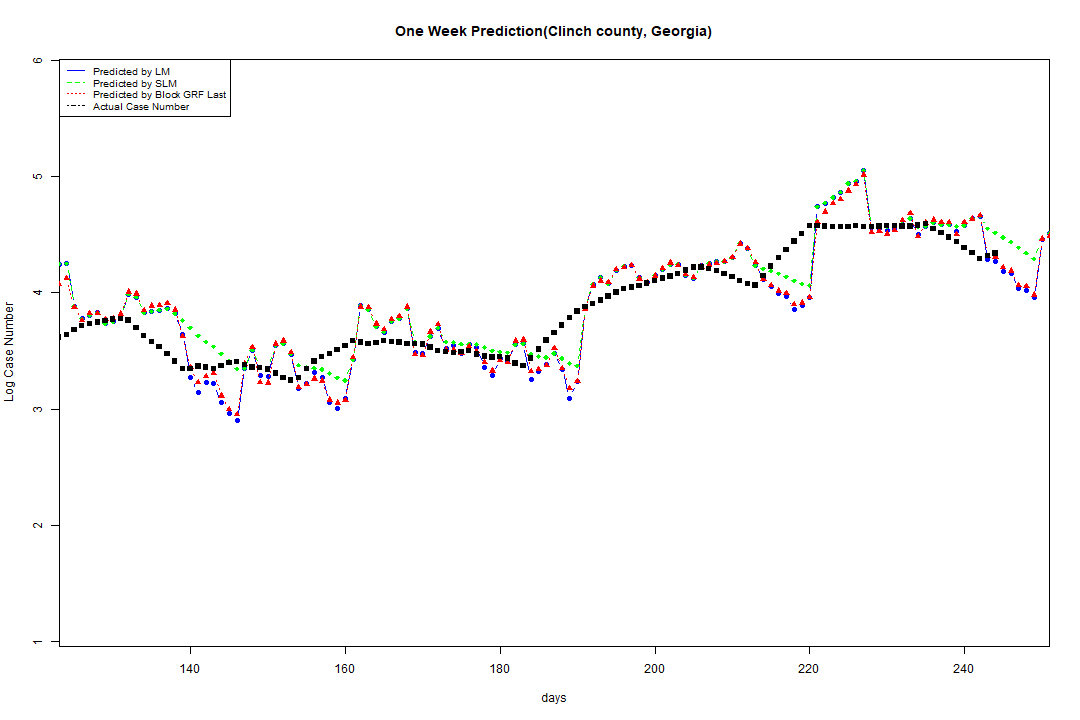 One Week Prediction(Clinch county, Georgia)
6
Predicted by LM
Predicted by SLM
Predicted by Block GRF Last
Actual Case Number
5
4
3
2
1
Log Case Number
140 160 180 200 220 240
days